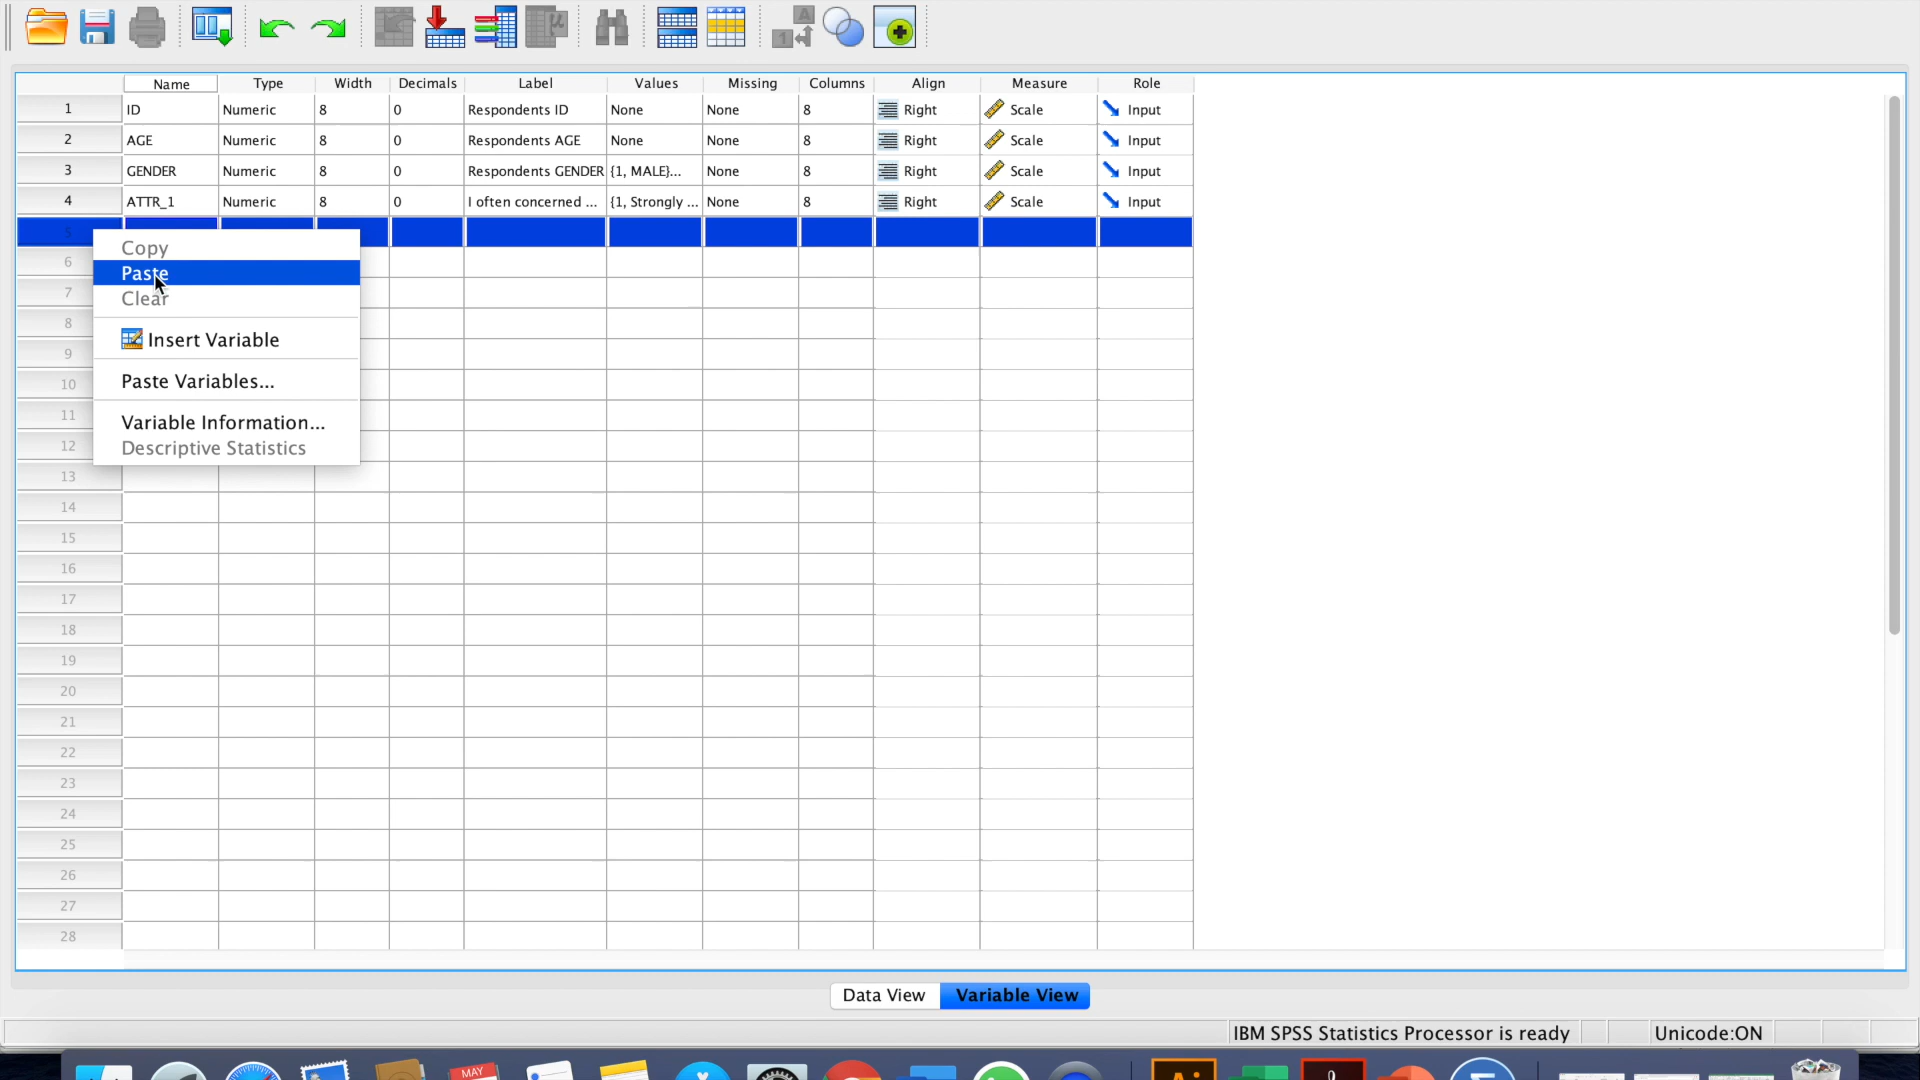 Name Type Width Decimals Label Values Missing Columns Align Measure Role
1 ID Numeric 8 0 Respondents ID None None 8 Right Scale Input
2 AGE Numeric 8 0 Respondents AGE None None 8 Right Scale Input
3 GENDER Numeric 8 0 Respondents GENDER {1, MALE}... None 8 Right Scale Input
4 ATTR_1 Numeric 8 0 I often concerned ... {1, Strongly ... None 8 Right Scale Input
5
6
7
8
9
10
11
12
13
14
15
16
17
18
19
20
21
22
23
24
25
26
27
28
Copy
Paste
Clear
Insert Variable
Paste Variables...
Variable Information...
Descriptive Statistics
Data View Variable View
IBM SPSS Statistics Processor is ready Unicode:ON
MAY